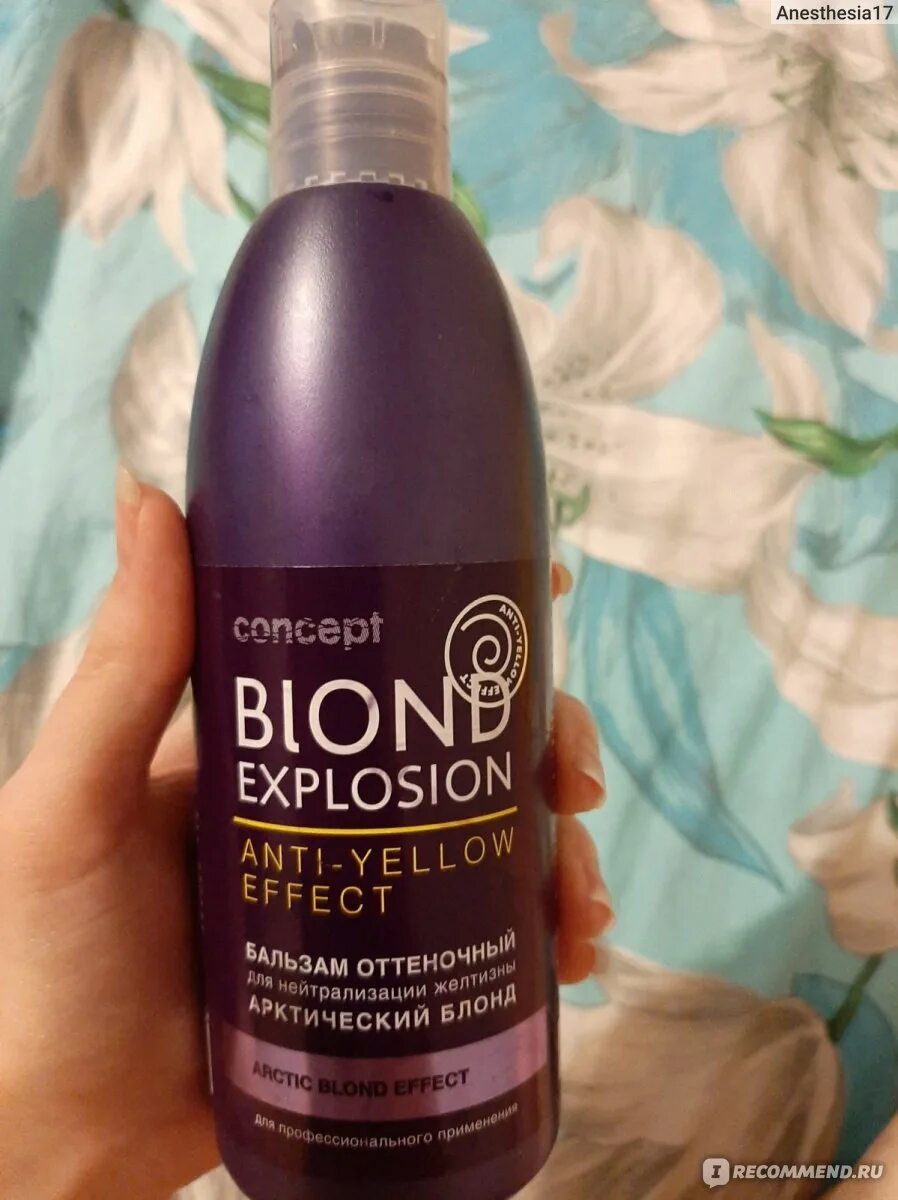 Anesthesia17
concept
ANTI-YELLOW EFFECT
BLOND
EXPLOSION
ANTI-YELLOW
EFFECT
БАЛЬЗАМ ОТТЕНОЧНЫЙ
для нейтрализации желтизны
АРКТИЧЕСКИЙ БЛОНД
ARCTIC BLOND EFFECT
для профессионального применения
IRECOMMEND.RU